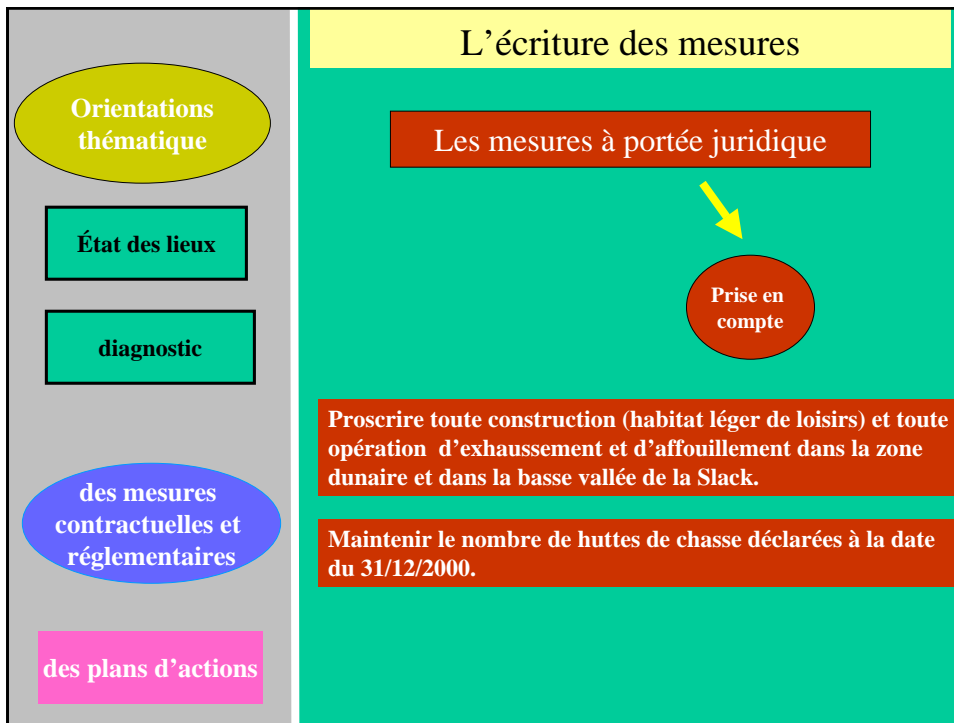 Orientations
thématique
État des lieux
diagnostic
des mesures
contractuelles et
réglementaires
des plans d’actions
L’écriture des mesures
Les mesures à portée juridique
Prise en
compte
Proscrire toute construction (habitat léger de loisirs) et toute
opération d’exhaussement et d’affouillement dans la zone
dunaire et dans la basse vallée de la Slack.
Maintenir le nombre de huttes de chasse déclarées à la date
du 31/12/2000.